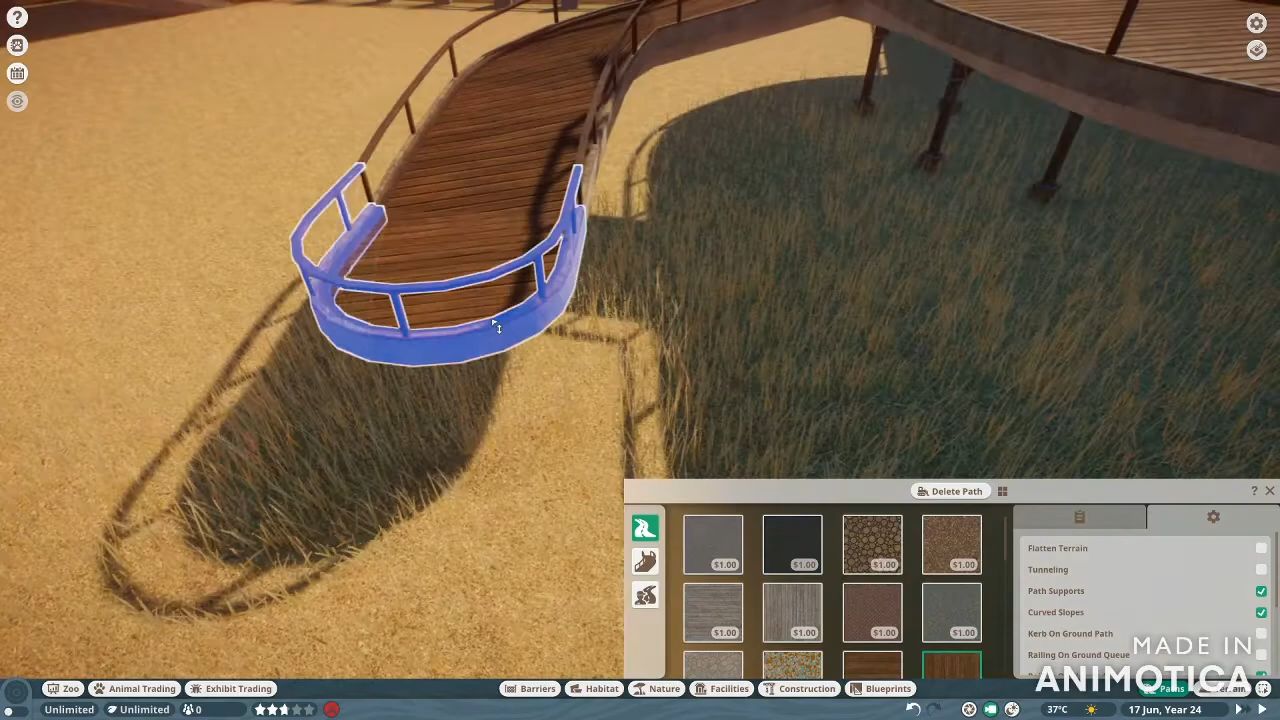 ?
Delete Path
? ×
$1.00 $1.00 $1.00 $1.00
$1.00 $1.00 $1.00 $1.00
Flatten Terrain
Tunneling
Path Supports
Curved Slopes
Kerb On Ground Path
Railing On Ground Queue
MADE IN
ANIMOTICA
Zoo Animal Trading Exhibit Trading Barriers Habitat Nature Facilities Construction Blueprints Paths Terrain
Unlimited Unlimited 0 37°C 17 Jun, Year 24